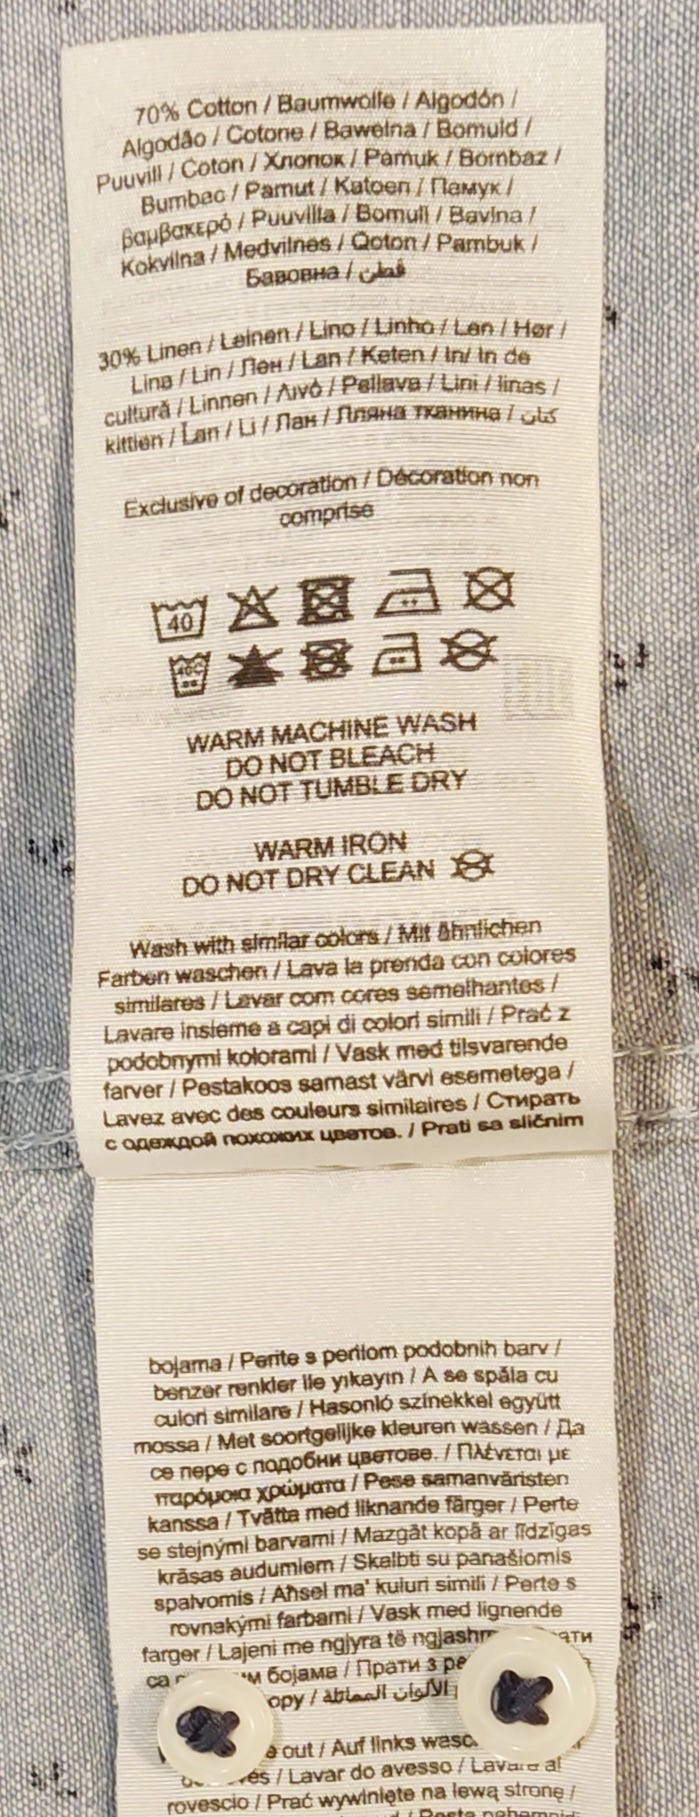 70% Cotton / Baumwolle / Algodón /
Algodão / Cotone / Bawełna / Bomuld /
Puuvill / Coton / Хлопок / Pamuk / Bombaz /
Bumbac / Pamut / Katoen / Памук /
βαμβακερό / Puuvilla / Bomull / Bavlna /
Kokvilna / Medvilnės / Qoton / Pambuk /
Бавовна / قطن
30% Linen / Leinen / Lino / Linho / Len / Hør /
Lina / Lin / Лен / Lan / Keten / In/ In de
cultură / Linnen / Λινό / Pellava / Lini / linas /
kittien / Lan / Li / Лан / Лляна тканина / كتان
Exclusive of decoration / Décoration non
comprise
40
40
WARM MACHINE WASH
DO NOT BLEACH
DO NOT TUMBLE DRY
WARM IRON
DO NOT DRY CLEAN
Wash with similar colors / Mit ähnlichen
Farben waschen / Lava la prenda con colores
similares / Lavar com cores semelhantes /
Lavare insieme a capi di colori simili / Prać z
podobnymi kolorami / Vask med tilsvarende
farver / Pestakoos samast värvi esemetega /
Lavez avec des couleurs similaires / Стирать
с одеждой похожих цветов. / Prati sa sličnim
bojama / Perite s perilom podobnih barv /
benzer renkler ile yıkayın / A se spăla cu
culori similare / Hasonló színekkel együtt
mossa / Met soortgelijke kleuren wassen / Да
се пере с подобни цветове. / Πλένεται με
παρόμοια χρώματα / Pese samanväristen
kanssa / Tvätta med liknande färger / Perte
se stejnými barvami / Mazgāt kopā ar līdzīgas
krāsas audumiem / Skalbti su panašiomis
spalvomis / Aħsel ma' kuluri simili / Perte s
rovnakými farbami / Vask med lignende
farger / Lajeni me ngjyra të
са бојама / Прати з
/ الألوان المماثلة
out / Auf links
/ Lavar do avesso /
rovescio / Prać wywinięte na lewą stronę /